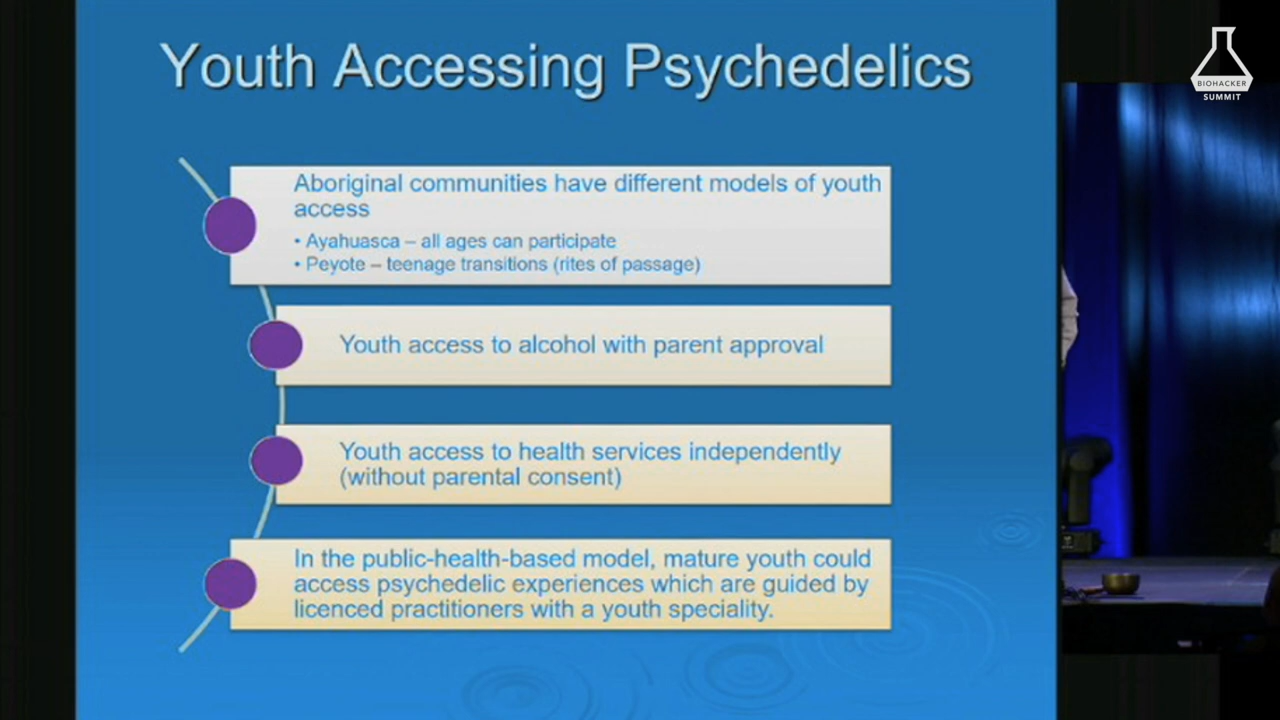 Youth Accessing Psychedelics
Aboriginal communities have different models of youth
access
• Ayahuasca – all ages can participate
• Peyote – teenage transitions (rites of passage)
Youth access to alcohol with parent approval
Youth access to health services independently
(without parental consent)
In the public-health-based model, mature youth could
access psychedelic experiences which are guided by
licenced practitioners with a youth speciality.
BIOHACKER
SUMMIT